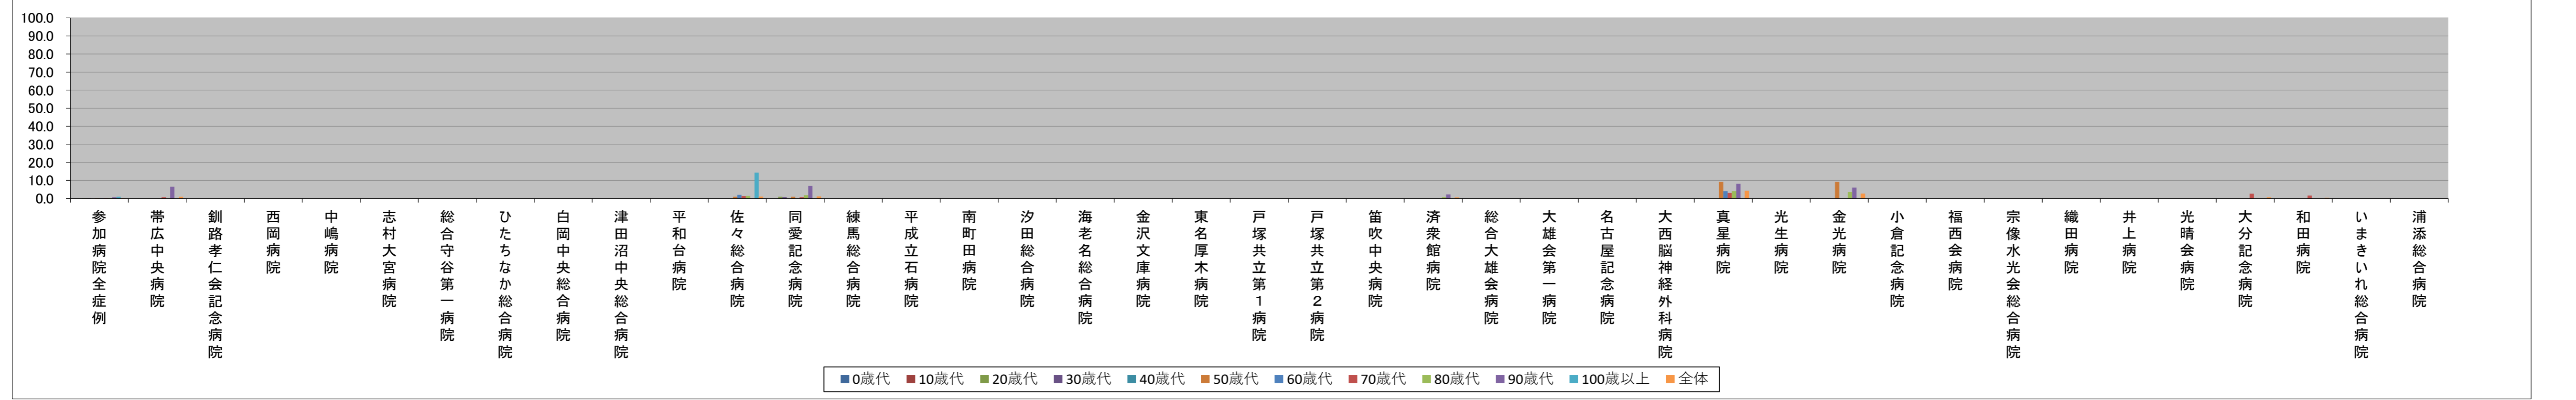 100.0
90.0
80.0
70.0
60.0
50.0
40.0
30.0
20.0
10.0
0.0
参加病院全症例
帯広中央病院
釧路孝仁会記念病院
西岡病院
中嶋病院
志村大宮病院
総合守谷第一病院
ひたちなか総合病院
白岡中央総合病院
津田沼中央総合病院
平和台病院
佐々総合病院
同愛記念病院
練馬総合病院
平成立石病院
南町田病院
汐田総合病院
海老名総合病院
金沢文庫病院
東名厚木病院
戸塚共立第１病院
戸塚共立第２病院
笛吹中央病院
済衆館病院
総合大雄会病院
大雄会第一病院
名古屋記念病院
大西脳神経外科病院
真星病院
光生病院
金光病院
小倉記念病院
福西会病院
宗像水光会総合病院
織田病院
井上病院
光晴会病院
大分記念病院
和田病院
いまきいれ総合病院
浦添総合病院
0歳代 10歳代 20歳代 30歳代 40歳代 50歳代 60歳代 70歳代 80歳代 90歳代 100歳以上 全体